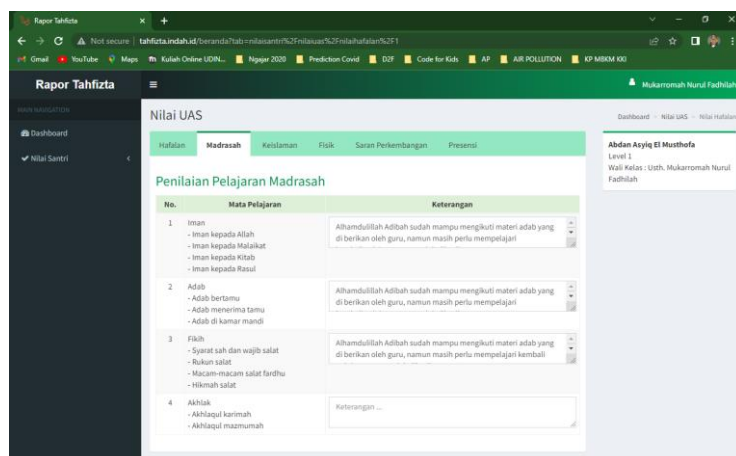 Rapor Tahfizta
Not secure | tahfizta.indah.id/beranda?tab=nilaisantri%2Fnilaiuas%2Fnilaihafalan%2F1
Gmail YouTube Maps Kuliah Online UDIN... Ngajar 2020 Prediction Covid D2F Code for Kids AP AIR POLLUTION KP MBKM KKI
Rapor Tahfizta
Mukarromah Nurul Fadhilah
MAIN NAVIGATION
Dashboard
Nilai Santri
Nilai UAS
Dashboard - Nilai UAS - Nilai Hafalan
Hafalan Madrasah Keislaman Fisik Saran Perkembangan Presensi
Penilaian Pelajaran Madrasah
No. Mata Pelajaran Keterangan
1 Iman
- Iman kepada Allah
- Iman kepada Malaikat
- Iman kepada Kitab
- Iman kepada Rasul
Alhamdulillah Adibah sudah mampu mengikuti materi adab yang
di berikan oleh guru, namun masih perlu mempelajari
2 Adab
- Adab bertamu
- Adab menerima tamu
- Adab di kamar mandi
Alhamdulillah Adibah sudah mampu mengikuti materi adab yang
di berikan oleh guru, namun masih perlu mempelajari
3 Fikih
- Syarat sah dan wajib salat
- Rukun salat
- Macam-macam salat fardhu
- Hikmah salat
Alhamdulillah Adibah sudah mampu mengikuti materi adab yang
di berikan oleh guru, namun masih perlu mempelajari kembali
4 Akhlak
- Akhlaqul karimah
- Akhlaqul mazmumah
Keterangan ...
Abdan Asyiq El Musthofa
Level 1
Wali Kelas : Usth. Mukarromah Nurul
Fadhilah